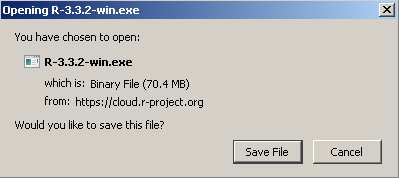 Opening R-3.3.2-win.exe
You have chosen to open:
R-3.3.2-win.exe
which is: Binary File (70.4 MB)
from: https://cloud.r-project.org
Would you like to save this file?
Save File Cancel